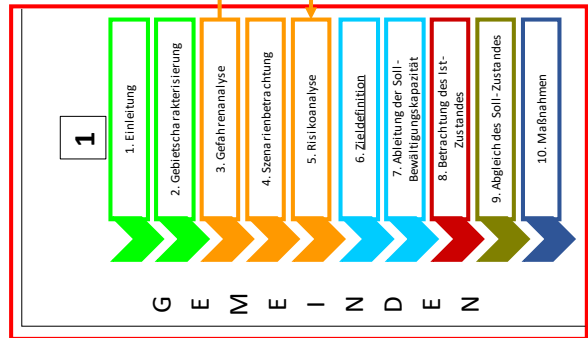 1
1. Einleitung
2. Gebietscharakterisierung
3. Gefahrenanalyse
4. Szenarienbetrachtung
5. Risikoanalyse
6. Zieldefinition
7. Ableitung der Soll-
Bewältigungskapazität
8. Betrachtung des Ist-
Zustandes
9. Abgleich des Soll-Zustandes
10. Maßnahmen
GEMEINDEN